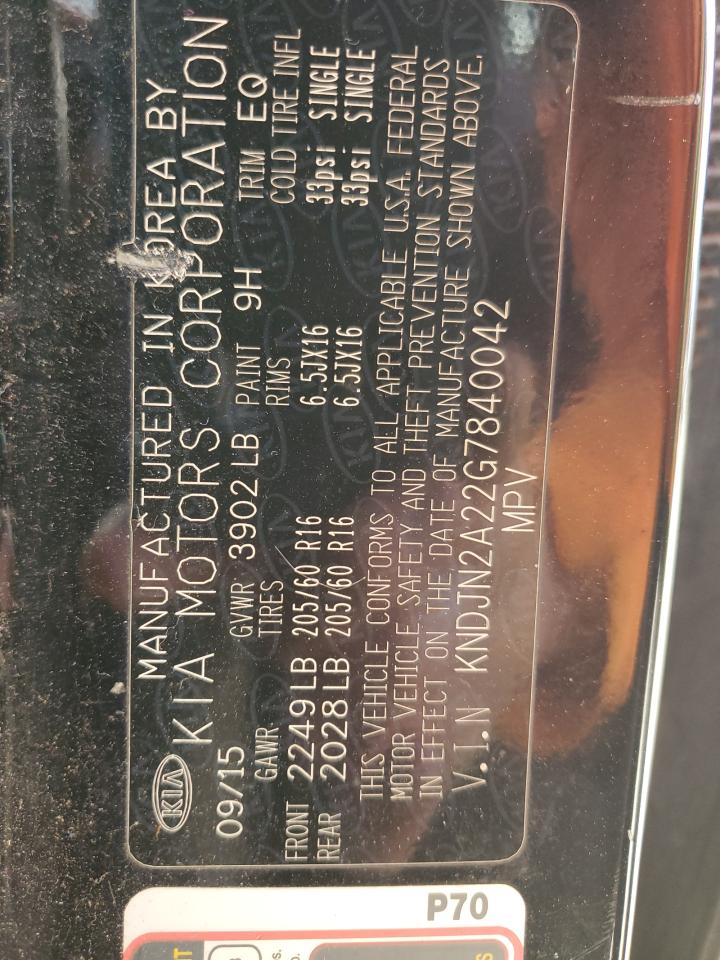 KIA
MANUFACTURED IN KOREA BY
KIA MOTORS CORPORATION
09/15 GVWR 3902 LB PAINT 9H TRIM EQ
GAWR TIRES RIMS COLD TIRE INFL
FRONT 2249 LB 205/60 R16 6.5JX16 33psi SINGLE
REAR 2028 LB 205/60 R16 6.5JX16 33psi SINGLE
THIS VEHICLE CONFORMS TO ALL APPLICABLE U.S.A. FEDERAL
MOTOR VEHICLE SAFETY AND THEFT PREVENTION STANDARDS
IN EFFECT ON THE DATE OF MANUFACTURE SHOWN ABOVE.
V.I.N KNDJN2A22G7840042
MPV
P70